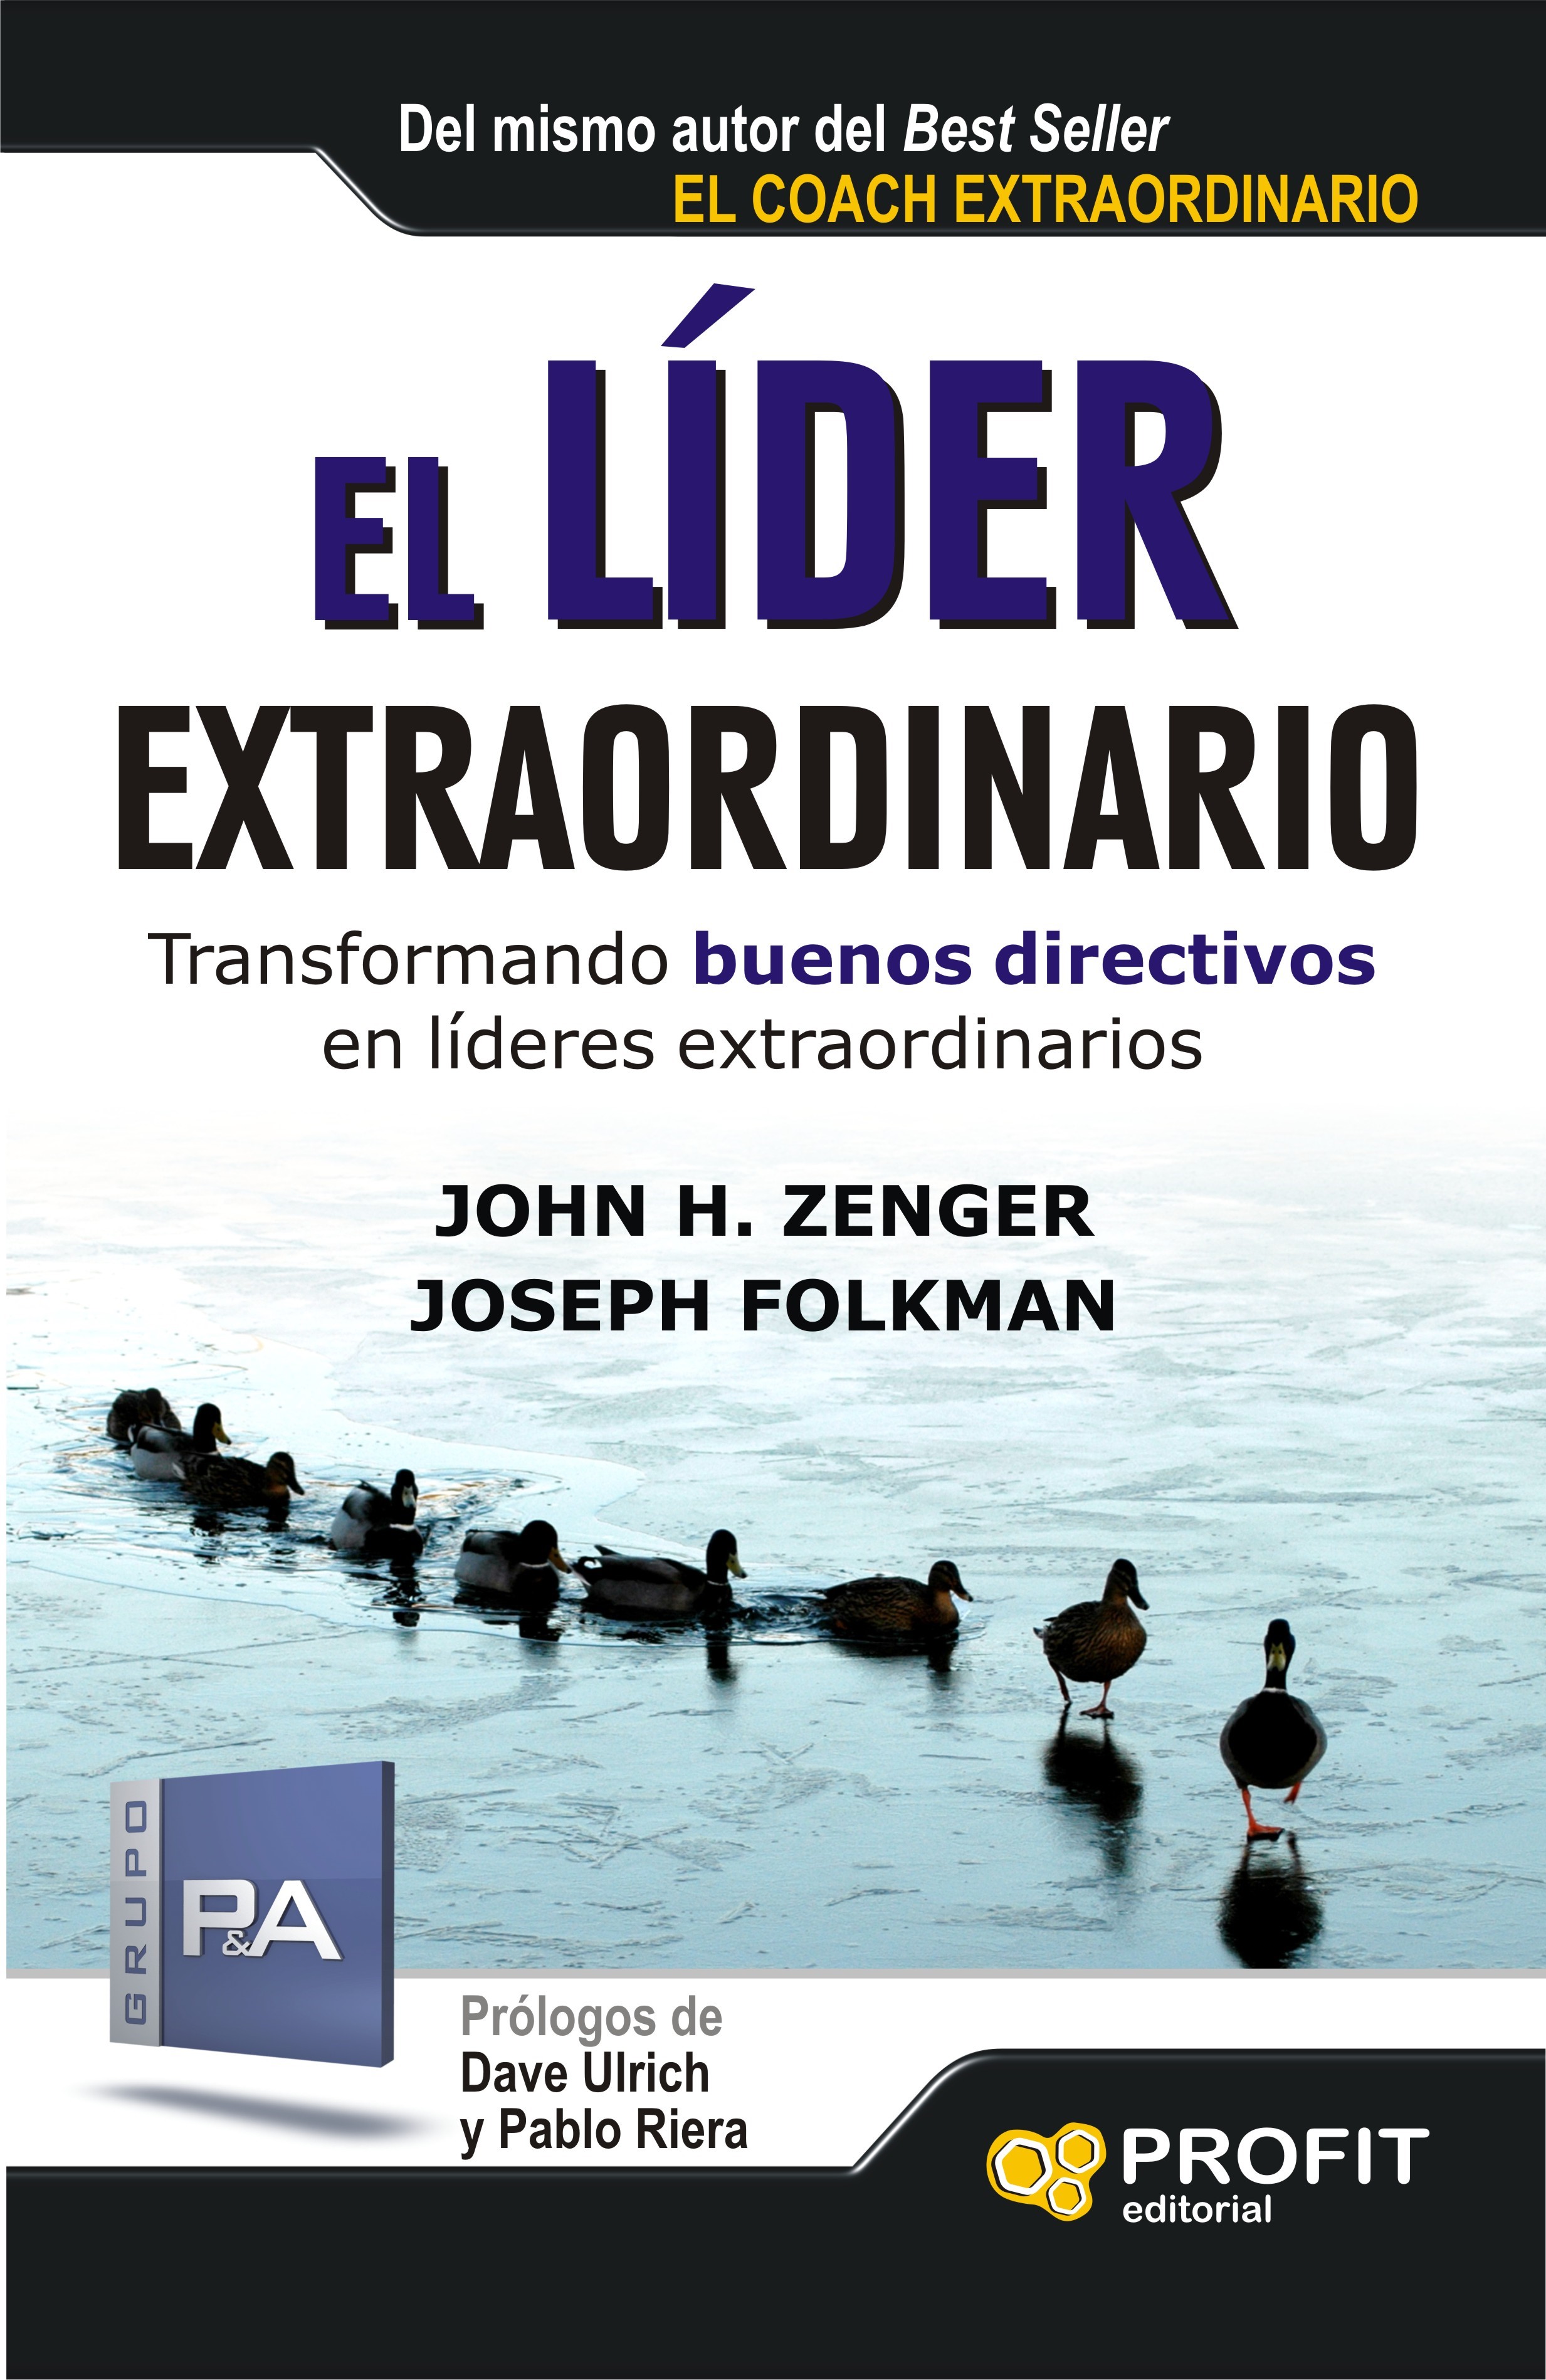 Del mismo autor del Best Seller
EL COACH EXTRAORDINARIO
EL LÍDER
EXTRAORDINARIO
Transformando buenos directivos
en líderes extraordinarios
JOHN H. ZENGER
JOSEPH FOLKMAN
GRUPO
P&A
Prólogos de
Dave Ulrich
y Pablo Riera
PROFIT
editorial